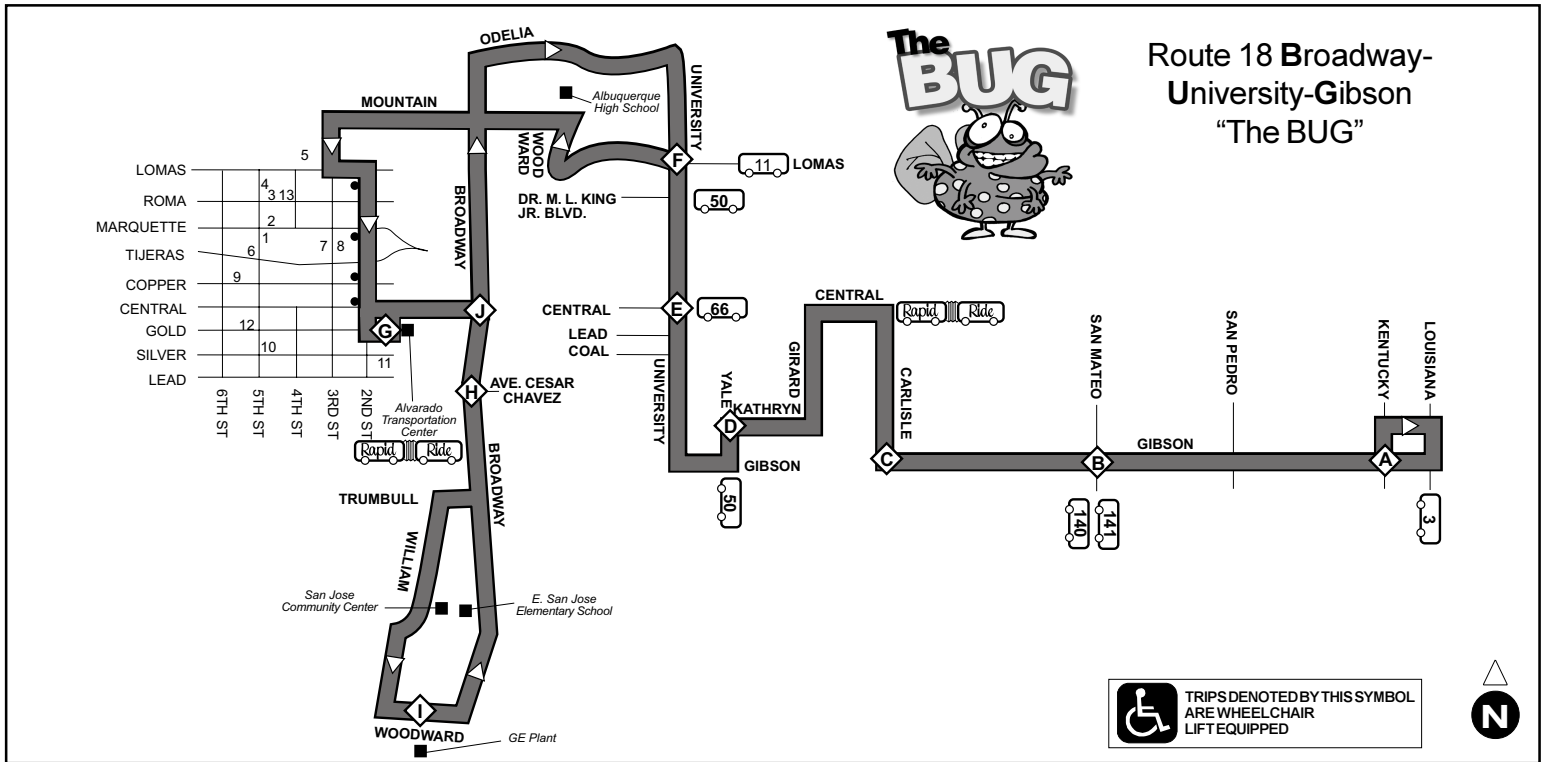 The
BUG
Route 18 Broadway-
University-Gibson
“The BUG”
ODELIA
UNIVERSITY
Albuquerque
High School
MOUNTAIN
WOOD
WARD
F
11
LOMAS
5
LOMAS
4
3 13
ROMA
DR. M. L. KING
JR. BLVD.
50
MARQUETTE
2
1
7
8
BROADWAY
TIJERAS
6
COPPER
9
CENTRAL
J
CENTRAL
E
66
CENTRAL
Rapid
Ride
GOLD
12
G
LEAD
COAL
SILVER
10
11
LEAD
6TH ST
5TH ST
4TH ST
3RD ST
2ND ST
Alvarado
Transportation
Center
Rapid
Ride
H
AVE. CESAR
CHAVEZ
UNIVERSITY
YALE
D
KATHRYN
GIRARD
CARLISLE
SAN MATEO
SAN PEDRO
KENTUCKY
LOUISIANA
C
B
GIBSON
A
GIBSON
50
140
141
3
BROADWAY
TRUMBULL
WILLIAM
San Jose
Community Center
E. San Jose
Elementary School
I
WOODWARD
GE Plant
TRIPS DENOTED BY THIS SYMBOL
ARE WHEELCHAIR
LIFT EQUIPPED
N